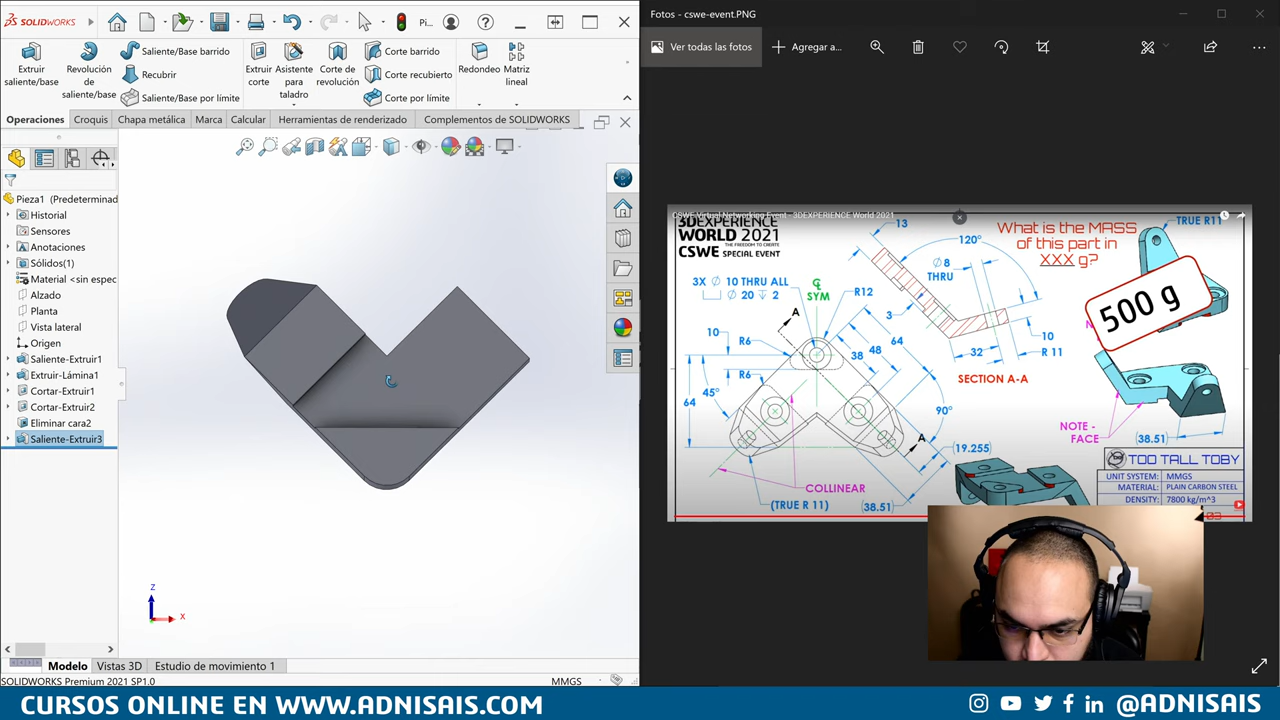 SOLIDWORKS
Pi...
Extruir saliente/base
Revolución de saliente/base
Saliente/Base barrido
Recubrir
Saliente/Base por límite
Extruir corte
Asistente para taladro
Corte de revolución
Corte barrido
Corte recubierto
Corte por límite
Redondeo
Matriz lineal
Operaciones
Croquis
Chapa metálica
Marca
Calcular
Herramientas de renderizado
Complementos de SOLIDWORKS
Pieza1 (Predeterminad
Historial
Sensores
Anotaciones
Sólidos(1)
Material <sin espec
Alzado
Planta
Vista lateral
Origen
Saliente-Extruir1
Extruir-Lámina1
Cortar-Extruir1
Cortar-Extruir2
Eliminar cara2
Saliente-Extruir3
Z
X
Modelo
Vistas 3D
Estudio de movimiento 1
SOLIDWORKS Premium 2021 SP1.0
MMGS
Fotos - cswe-event.PNG
Ver todas las fotos
Agregar a...
CSWE Virtual Networking Event - 3DEXPERIENCE World 2021
3DEXPERIENCE
WORLD 2021
CSWE SPECIAL EVENT
13
120°
Ø 8
THRU
What is the MASS
of this part in
XXX g?
TRUE R11
500 g
3X Ø 10 THRU ALL
⌴ Ø 20 ↧ 2
℄
SYM
R12
A
3
10
R6
R6
38
48
64
10
R 11
32
SECTION A-A
64
45°
90°
A
(19.255)
NOTE -
FACE
(38.51)
COLLINEAR
(TRUE R 11)
(38.51)
TOO TALL TOBY
UNIT SYSTEM: MMGS
MATERIAL: PLAIN CARBON STEEL
DENSITY: 7800 kg/m^3
CURSOS ONLINE EN WWW.ADNISAIS.COM
@ADNISAIS